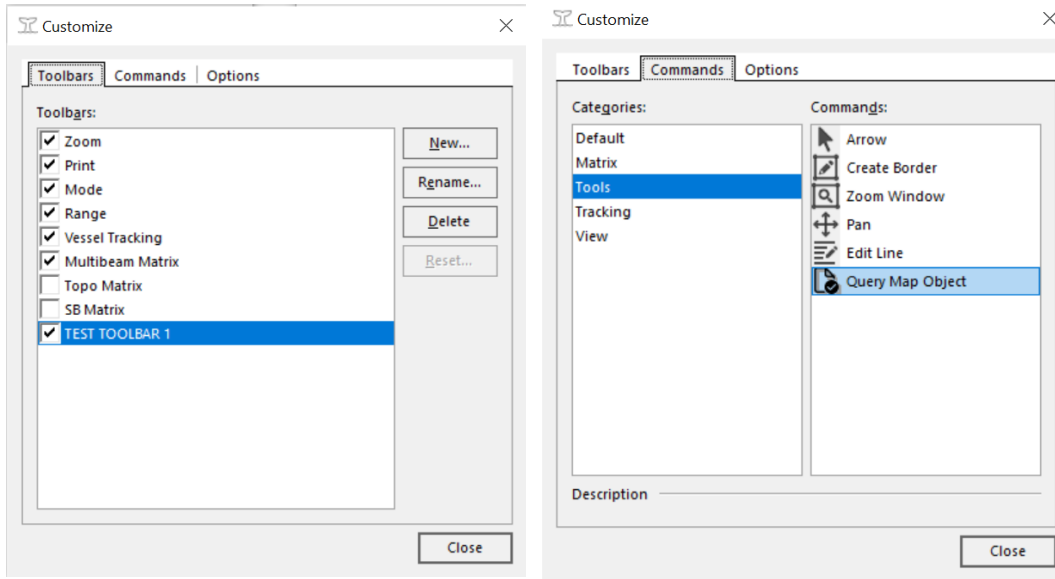 Customize
Toolbars Commands Options
Toolbars:
Zoom
Print
Mode
Range
Vessel Tracking
Multibeam Matrix
Topo Matrix
SB Matrix
TEST TOOLBAR 1
New...
Rename...
Delete
Reset...
Close
Customize
Toolbars Commands Options
Categories:
Default
Matrix
Tools
Tracking
View
Commands:
Arrow
Create Border
Zoom Window
Pan
Edit Line
Query Map Object
Description
Close